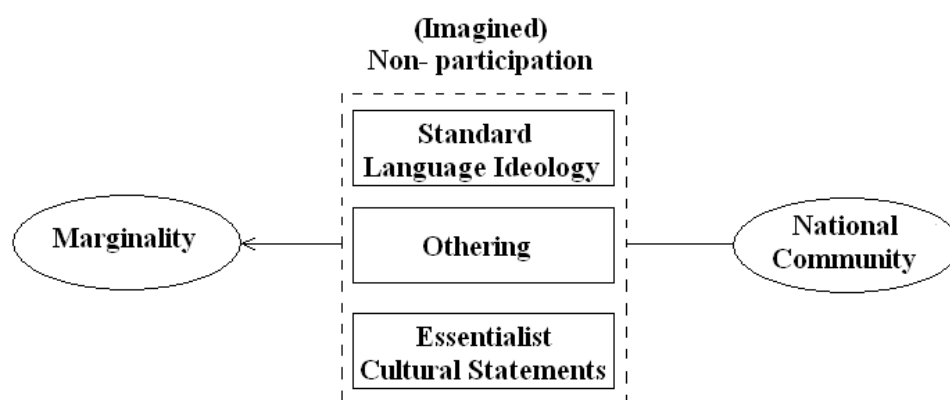 (Imagined)
Non- participation
Standard
Language Ideology
Marginality
Othering
National
Community
Essentialist
Cultural Statements